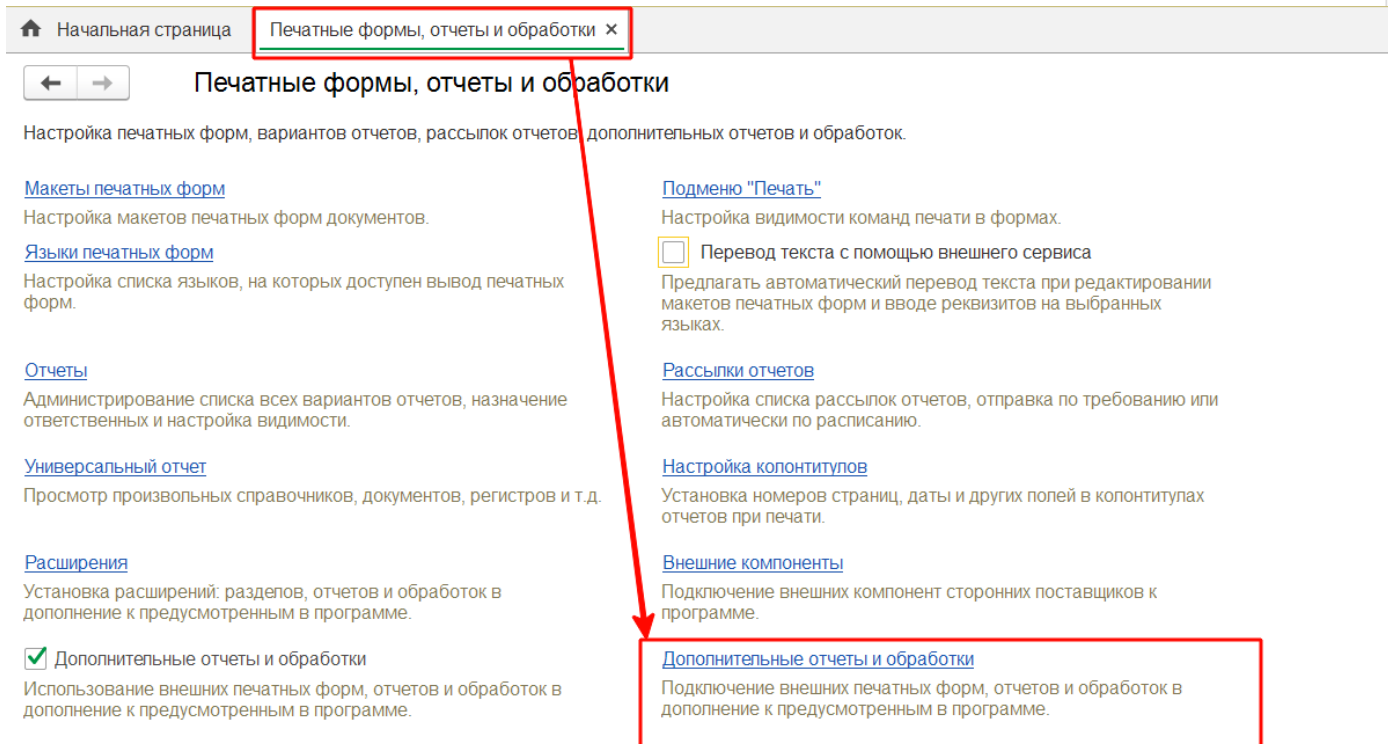 Начальная страница
Печатные формы, отчеты и обработки ×
Печатные формы, отчеты и обработки
Настройка печатных форм, вариантов отчетов, рассылок отчетов, дополнительных отчетов и обработок.
Макеты печатных форм
Настройка макетов печатных форм документов.
Языки печатных форм
Настройка списка языков, на которых доступен вывод печатных
форм.
Отчеты
Администрирование списка всех вариантов отчетов, назначение
ответственных и настройка видимости.
Универсальный отчет
Просмотр произвольных справочников, документов, регистров и т.д.
Расширения
Установка расширений: разделов, отчетов и обработок в
дополнение к предусмотренным в программе.
Дополнительные отчеты и обработки
Использование внешних печатных форм, отчетов и обработок в
дополнение к предусмотренным в программе.
Подменю "Печать"
Настройка видимости команд печати в формах.
Перевод текста с помощью внешнего сервиса
Предлагать автоматический перевод текста при редактировании
макетов печатных форм и вводе реквизитов на выбранных
языках.
Рассылки отчетов
Настройка списка рассылок отчетов, отправка по требованию или
автоматически по расписанию.
Настройка колонтитулов
Установка номеров страниц, даты и других полей в колонтитулах
отчетов при печати.
Внешние компоненты
Подключение внешних компонент сторонних поставщиков к
программе.
Дополнительные отчеты и обработки
Подключение внешних печатных форм, отчетов и обработок в
дополнение к предусмотренным в программе.